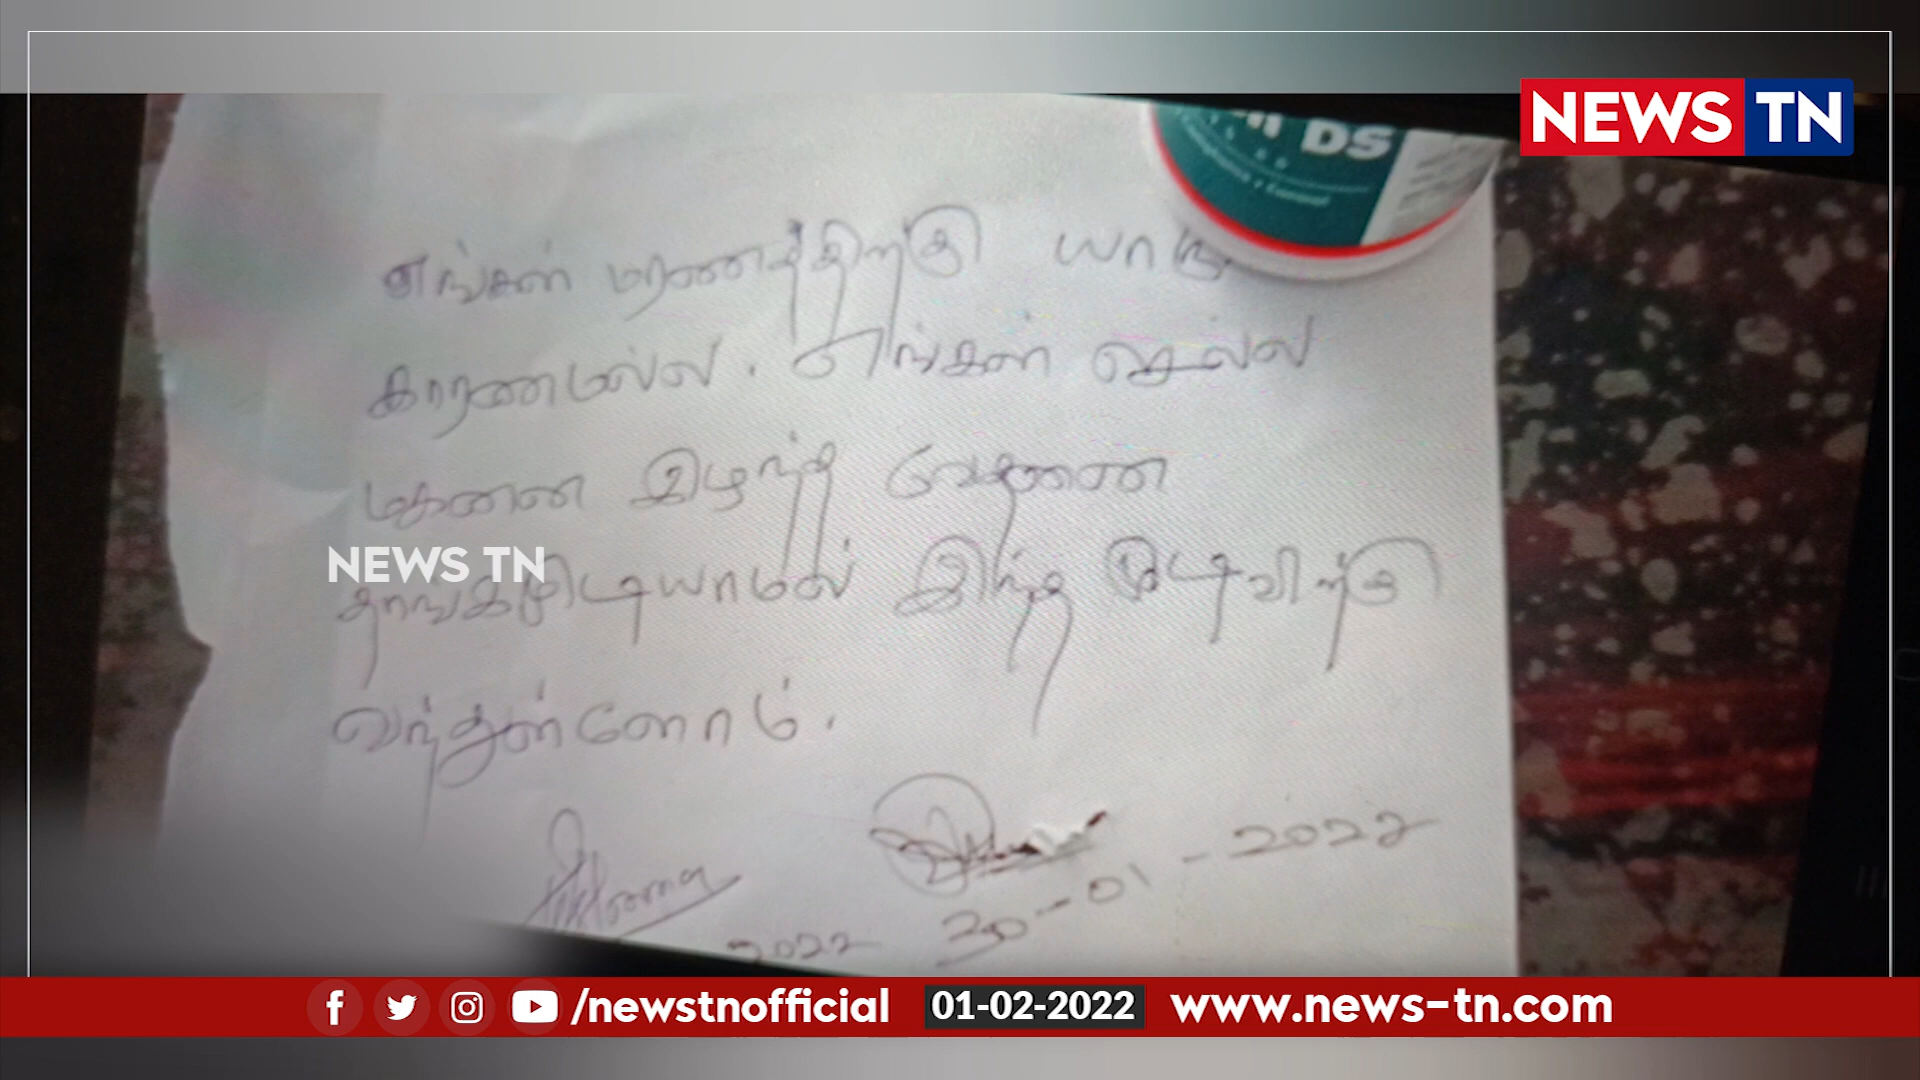 DS
NEWS TN
எங்கள் மரணத்திற்கு யாரு
காரணமல்ல. எங்கள் செல்ல
மகனை இழந்த வேதனை
NEWS TN
தாங்கமுடியாமல் இந்த முடிவிற்கு
வந்துள்ளோம்.
30-01-2022
2022
/newstnofficial 01-02-2022 www.news-tn.com